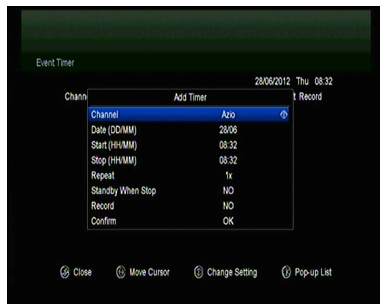 Event Timer
28/06/2012 Thu 08:32
Chann t Record
Add Timer
Channel Azio
Date (DD/MM) 28/06
Start (HH/MM) 08:32
Stop (HH/MM) 08:32
Repeat 1x
Standby When Stop NO
Record NO
Confirm OK
Close Move Cursor Change Setting Pop-up List